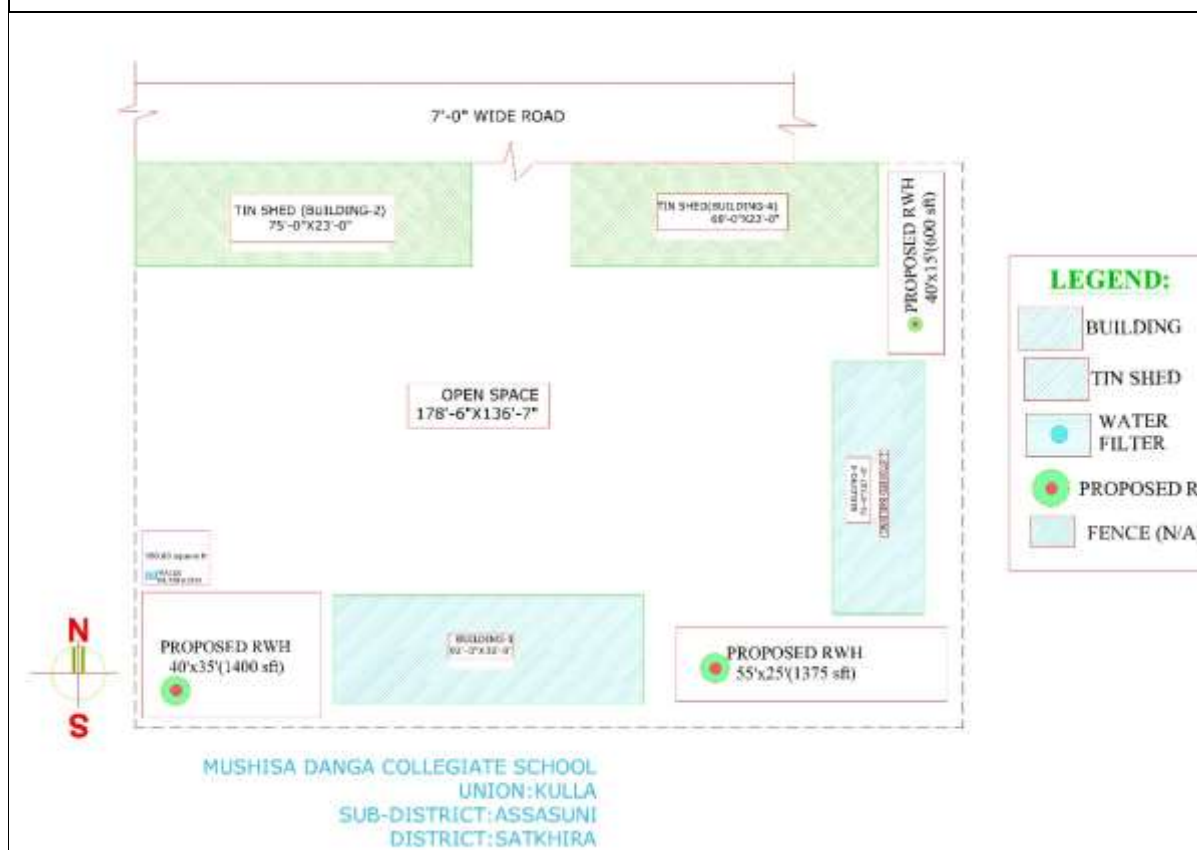 7'-0" WIDE ROAD
TIN SHED (BUILDING-2)
75'-0"X23'-0"
TIN SHED(BUILDING-4)
PROPOSED RWH
40'x15'(600 sft)
OPEN SPACE
178'-6"X136'-7"
LEGEND:
BUILDING
TIN SHED
WATER
FILTER
PROPOSED R
FENCE (N/A
PROPOSED RWH
40'x35'(1400 sft)
PROPOSED RWH
55'x25'(1375 sft)
N
S
MUSHISA DANGA COLLEGIATE SCHOOL
UNION:KULLA
SUB-DISTRICT:ASSASUNI
DISTRICT:SATKHIRA